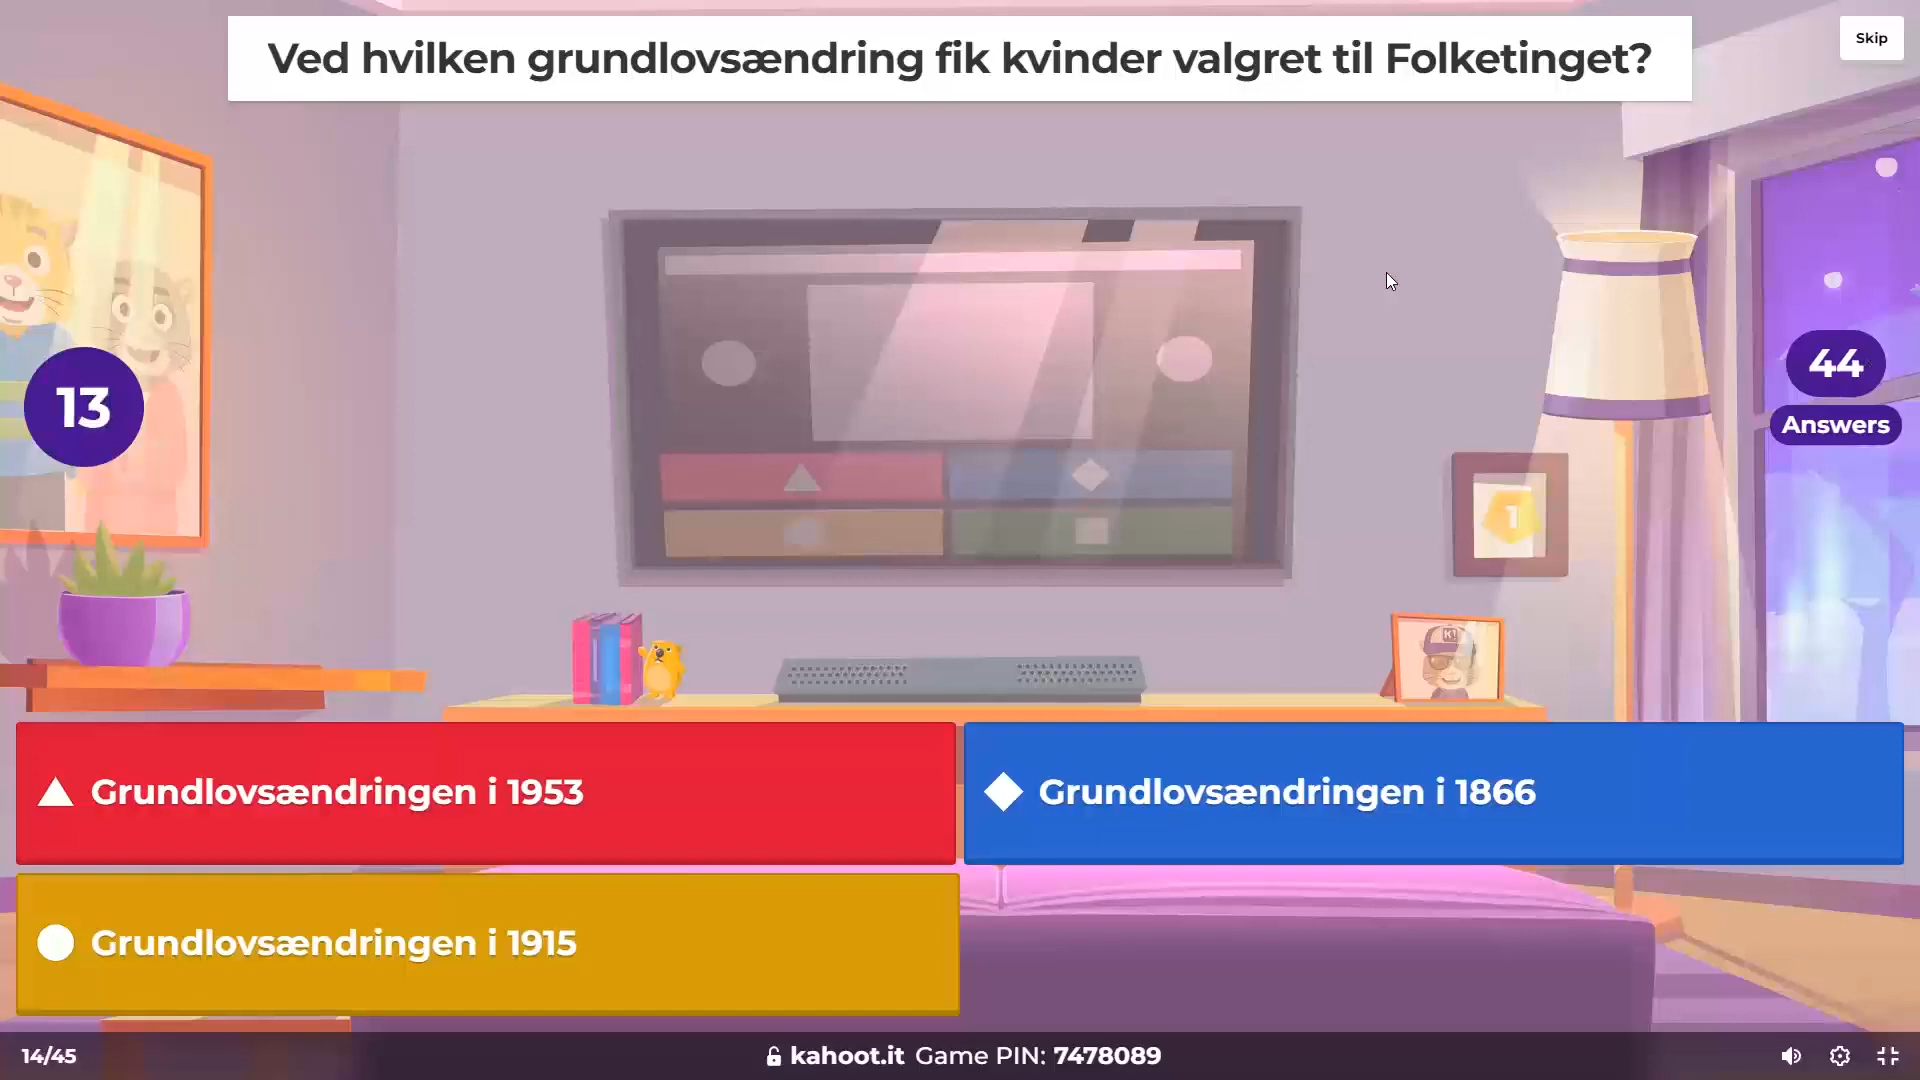 Ved hvilken grundlovsændring fik kvinder valgret til Folketinget?
Skip
13
44
Answers
1
K!
Grundlovsændringen i 1953
Grundlovsændringen i 1866
Grundlovsændringen i 1915
14/45
kahoot.it Game PIN: 7478089